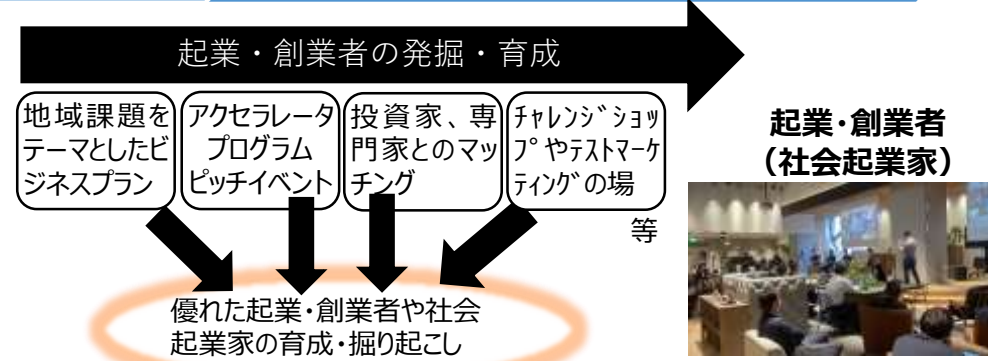 起業・創業者の発掘・育成
地域課題を
テーマとしたビ
ジネスプラン
アクセラレータ
プログラム
ピッチイベント
投資家、専
門家とのマッ
チング
ﾁｬﾚﾝｼﾞｼｮｯ
ﾌﾟやﾃｽﾄﾏｰｹ
ﾃｨﾝｸﾞの場
等
優れた起業・創業者や社会
起業家の育成・掘り起こし
起業・創業者
（社会起業家）